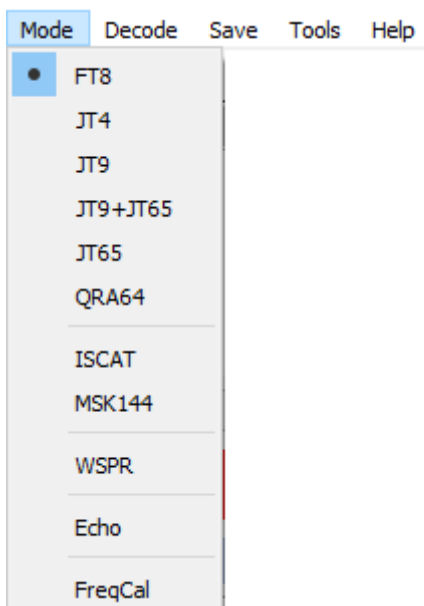 Mode Decode Save Tools Help
FT8
JT4
JT9
JT9+JT65
JT65
QRA64
ISCAT
MSK144
WSPR
Echo
FreqCal